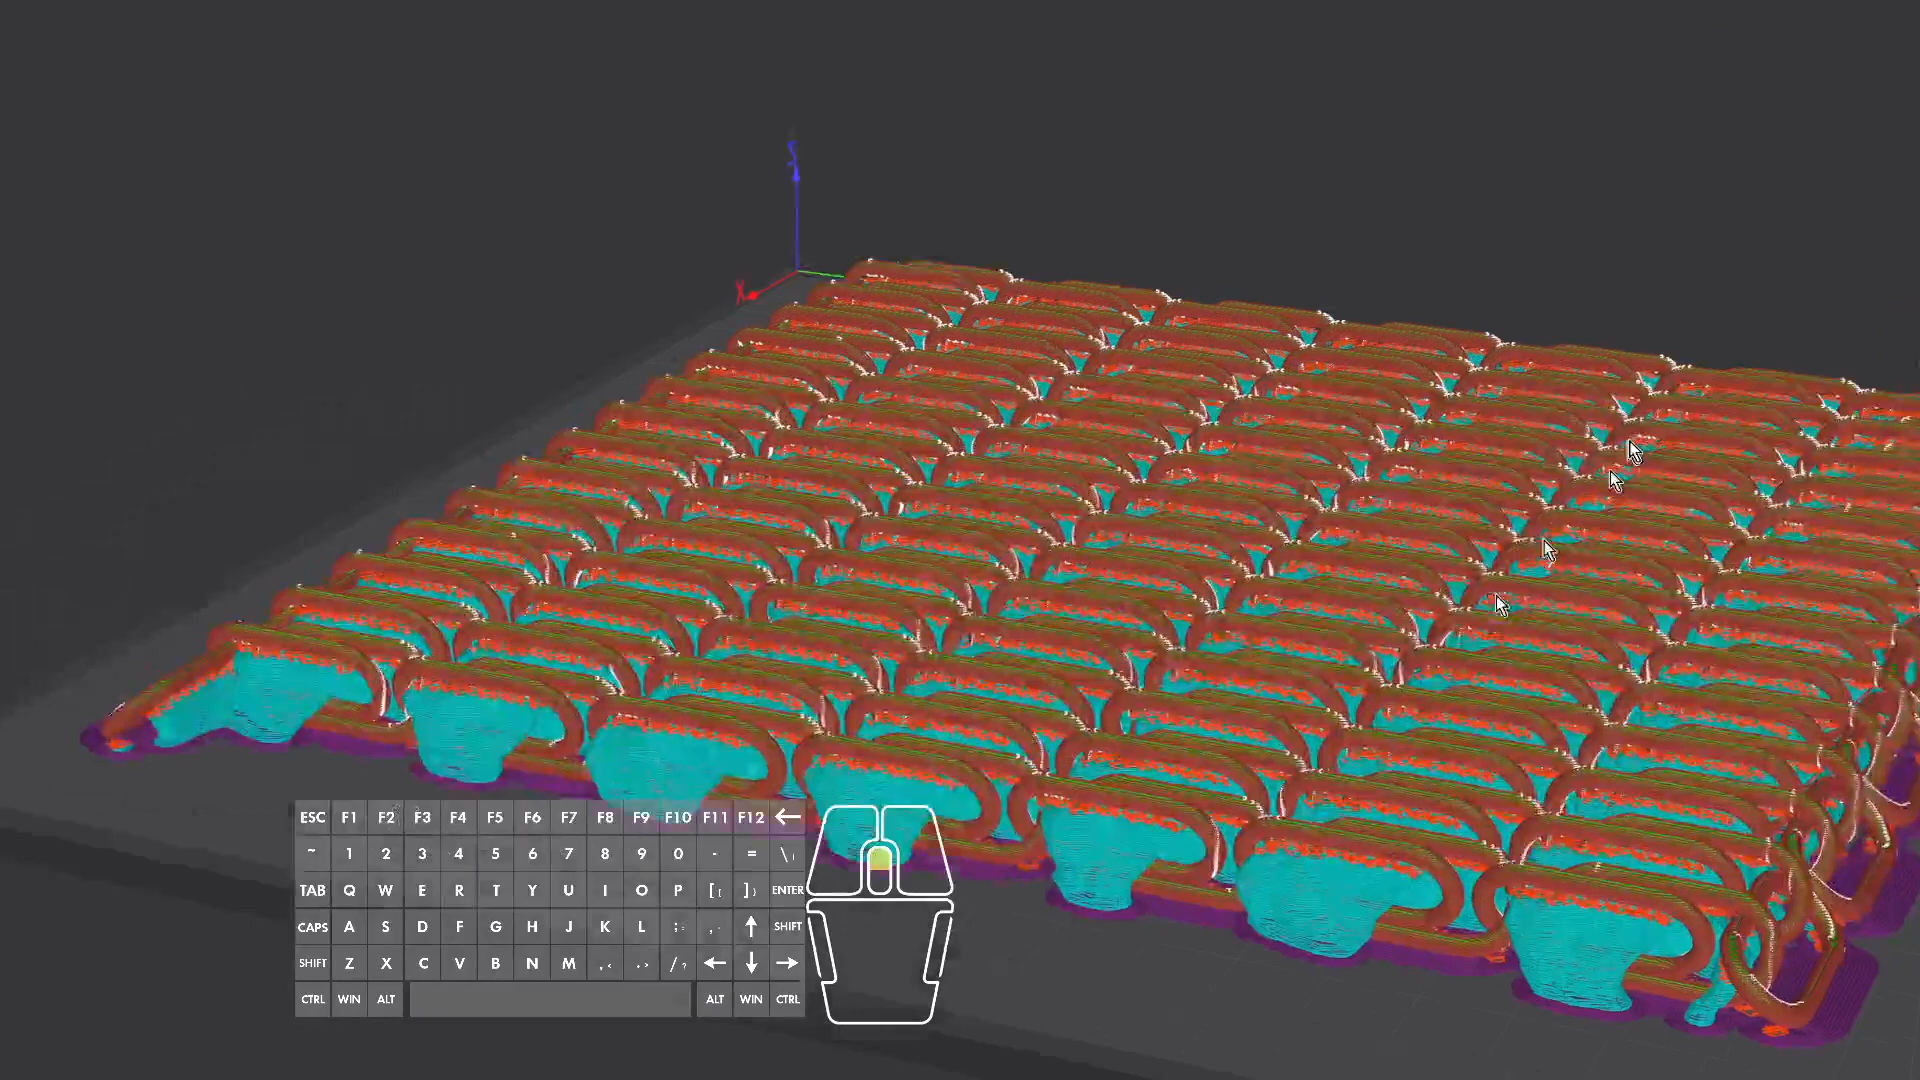 X
ESC F1 F2 F3 F4 F5 F6 F7 F8 F9 F10 F11 F12 ←
~ 1 2 3 4 5 6 7 8 9 0 - = \ |
TAB Q W E R T Y U I O P [ { ] } ENTER
CAPS A S D F G H J K L ; : ↑ SHIFT
SHIFT Z X C V B N M , < . > / ? ← ↓ →
CTRL WIN ALT ALT WIN CTRL